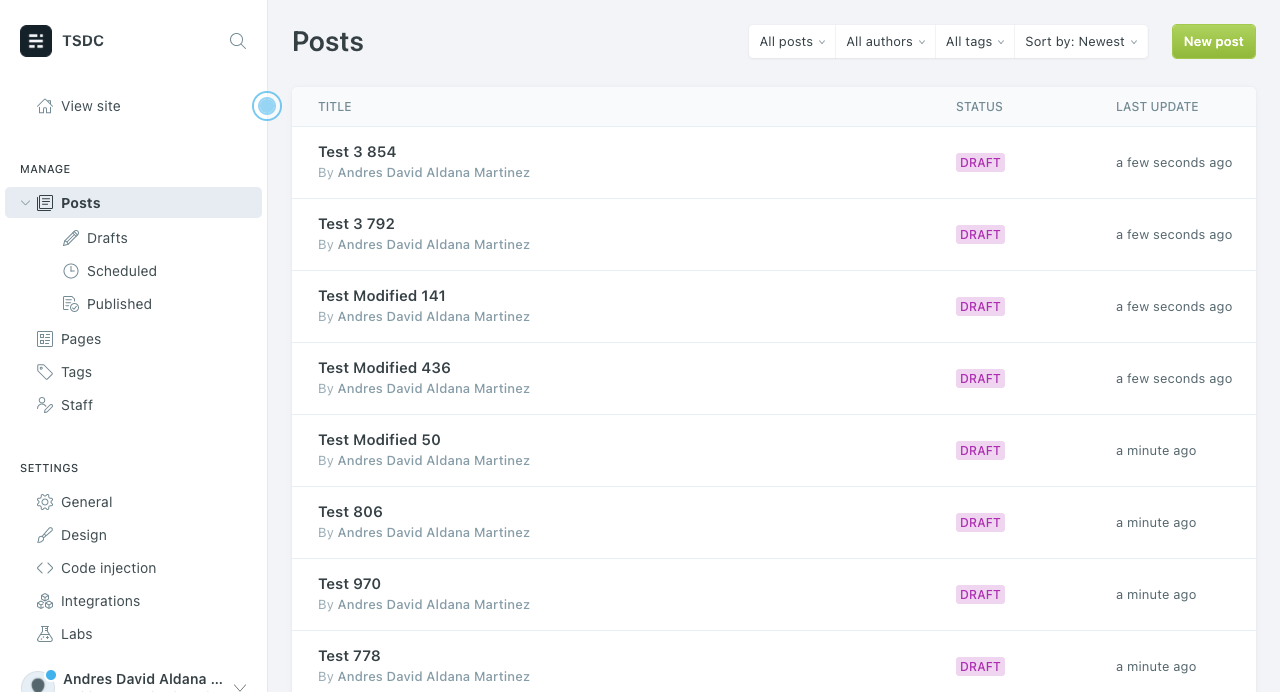 TSDC
View site
MANAGE
Posts
Drafts
Scheduled
Published
Pages
Tags
Staff
SETTINGS
General
Design
Code injection
Integrations
Labs
Andres David Aldana ...
Posts
All posts
All authors
All tags
Sort by: Newest
New post
TITLE STATUS LAST UPDATE
Test 3 854
By Andres David Aldana Martinez
DRAFT
a few seconds ago
Test 3 792
By Andres David Aldana Martinez
DRAFT
a few seconds ago
Test Modified 141
By Andres David Aldana Martinez
DRAFT
a few seconds ago
Test Modified 436
By Andres David Aldana Martinez
DRAFT
a few seconds ago
Test Modified 50
By Andres David Aldana Martinez
DRAFT
a minute ago
Test 806
By Andres David Aldana Martinez
DRAFT
a minute ago
Test 970
By Andres David Aldana Martinez
DRAFT
a minute ago
Test 778
By Andres David Aldana Martinez
DRAFT
a minute ago